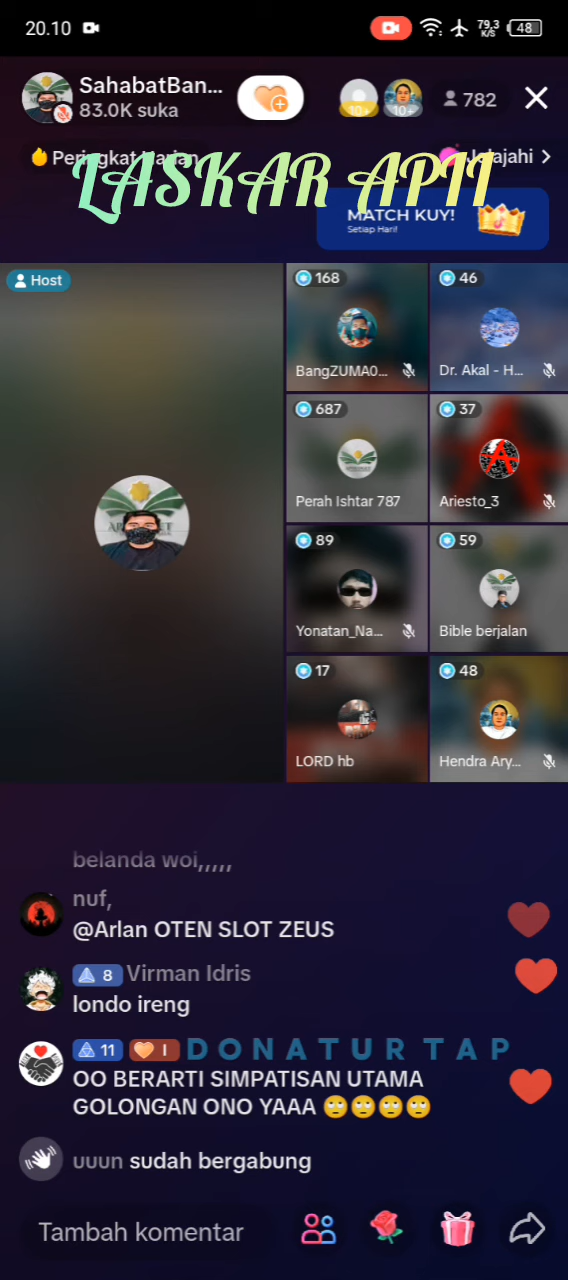 20.10
79,3
K/S
48
SahabatBan...
83.0K suka
10+
10+
782
Peringkat Harian
Jelajahi
LASKAR APII
MATCH KUY!
Setiap Hari!
Host
168
BangZUMA0...
46
Dr. Akal - H...
687
Perah Ishtar 787
37
Ariesto_3
89
Yonatan_Na...
59
Bible berjalan
17
LORD hb
48
Hendra Ary...
belanda woi,,,,,
nuf,
@Arlan OTEN SLOT ZEUS
8 Virman Idris
londo ireng
11 I DONATUR TAP
OO BERARTI SIMPATISAN UTAMA
GOLONGAN ONO YAAA 🙄🙄🙄🙄
uuun sudah bergabung
Tambah komentar